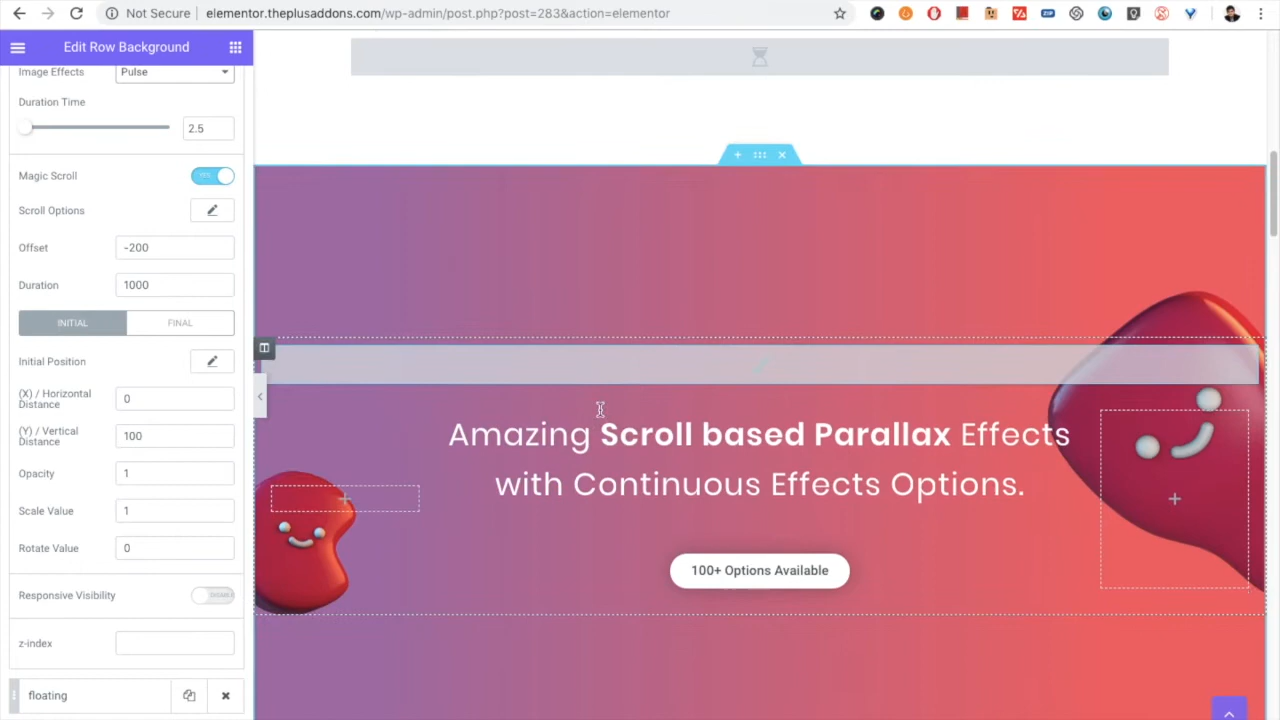 Not Secure
elementor.theplusaddons.com/wp-admin/post.php?post=283&action=elementor
Edit Row Background
Image Effects
Pulse
Duration Time
2.5
Magic Scroll
YES
Scroll Options
Offset
-200
Duration
1000
INITIAL
FINAL
Initial Position
(X) / Horizontal
Distance
0
(Y) / Vertical
Distance
100
Opacity
1
Scale Value
1
Rotate Value
0
Responsive Visibility
z-index
floating
Amazing Scroll based Parallax Effects
with Continuous Effects Options.
100+ Options Available